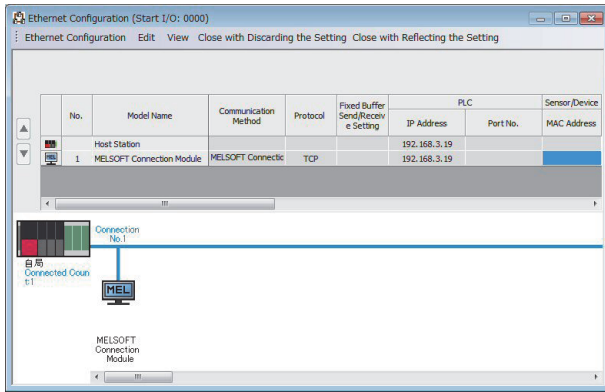 Ethernet Configuration (Start I/O: 0000)
Ethernet Configuration Edit View Close with Discarding the Setting Close with Reflecting the Setting
No. Model Name Communication Method Protocol Fixed Buffer Send/Receiv e Setting PLC Sensor/Device
IP Address Port No. MAC Address
Host Station 192.168.3.19
1 MELSOFT Connection Module MELSOFT Connectic TCP 192.168.3.19
Connection
No.1
自局
Connected Coun
t:1
MEL
MELSOFT
Connection
Module